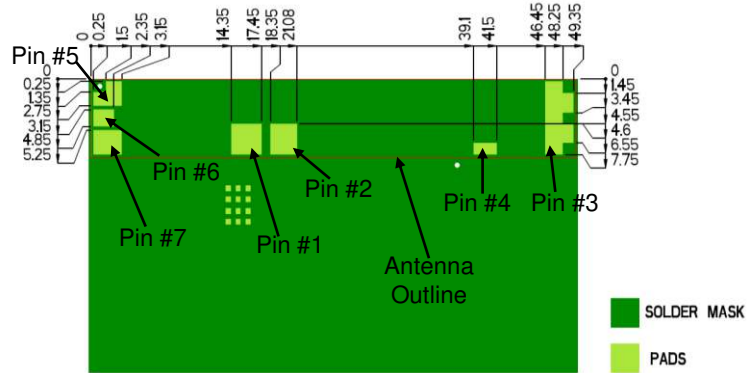 0
0.25
1.5
2.35
3.15
14.35
17.45
18.35
21.08
39.1
41.5
46.45
48.25
49.35
Pin #5
0
0.25
1.35
2.75
3.15
4.85
5.25
0
1.45
3.45
4.55
4.6
6.55
7.75
Pin #6
Pin #2
Pin #4
Pin #3
Pin #7
Pin #1
Antenna
Outline
SOLDER MASK
PADS